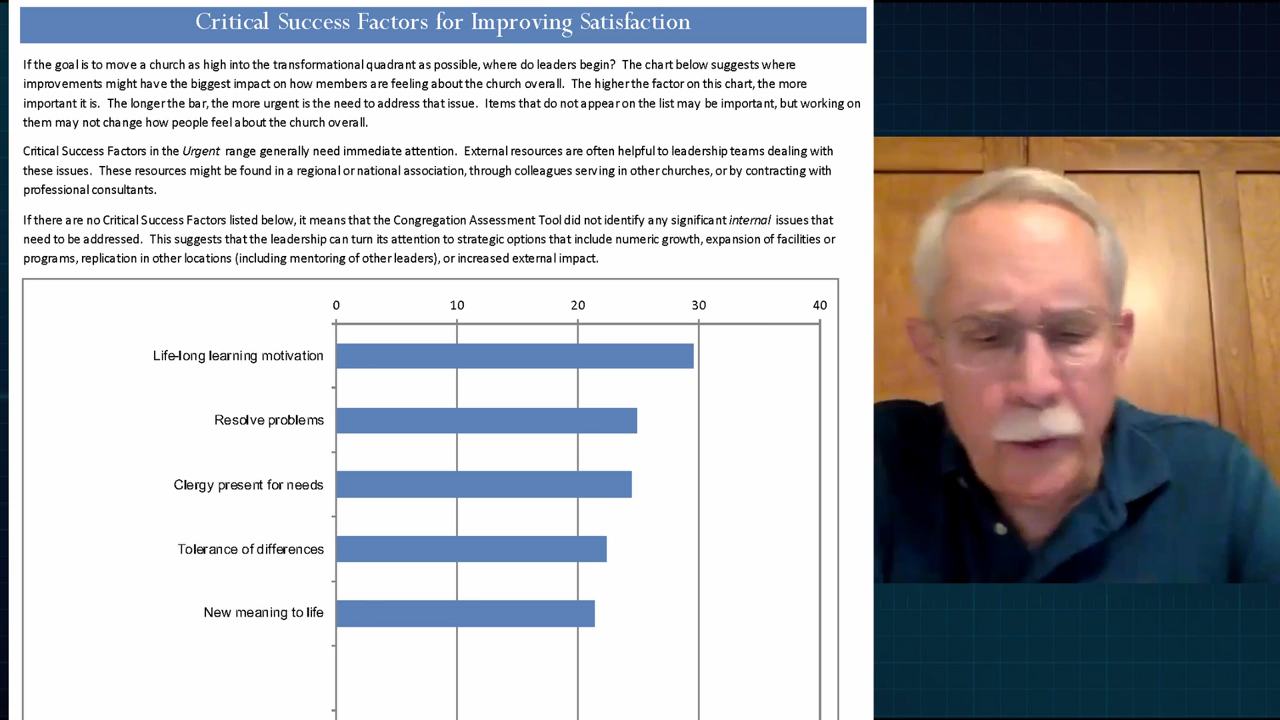 Critical Success Factors for Improving Satisfaction
If the goal is to move a church as high into the transformational quadrant as possible, where do leaders begin? The chart below suggests where
improvements might have the biggest impact on how members are feeling about the church overall. The higher the factor on this chart, the more
important it is. The longer the bar, the more urgent is the need to address that issue. Items that do not appear on the list may be important, but working on
them may not change how people feel about the church overall.
Critical Success Factors in the Urgent range generally need immediate attention. External resources are often helpful to leadership teams dealing with
these issues. These resources might be found in a regional or national association, through colleagues serving in other churches, or by contracting with
professional consultants.
If there are no Critical Success Factors listed below, it means that the Congregation Assessment Tool did not identify any significant internal issues that
need to be addressed. This suggests that the leadership can turn its attention to strategic options that include numeric growth, expansion of facilities or
programs, replication in other locations (including mentoring of other leaders), or increased external impact.
0 10 20 30 40
Life-long learning motivation
Resolve problems
Clergy present for needs
Tolerance of differences
New meaning to life